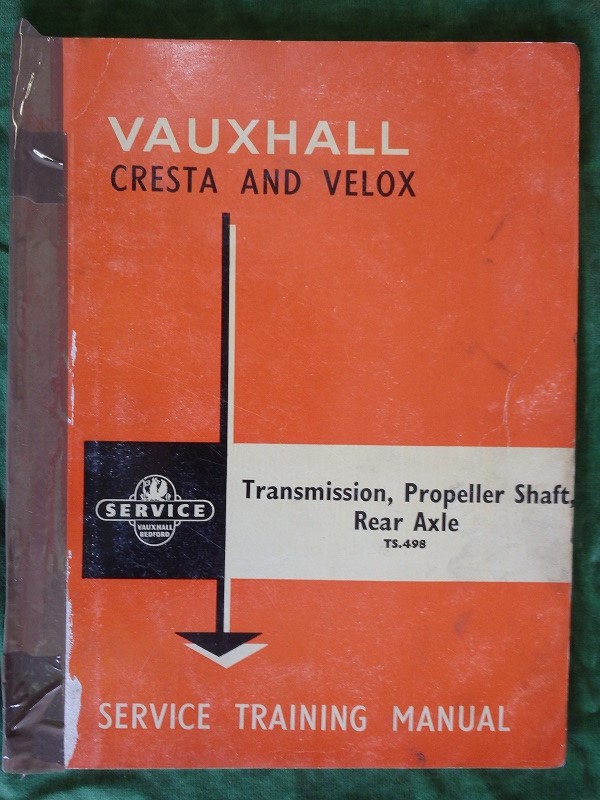 VAUXHALL
CRESTA AND VELOX
SERVICE
VAUXHALL
BEDFORD
Transmission, Propeller Shaft,
Rear Axle
TS.498
SERVICE TRAINING MANUAL